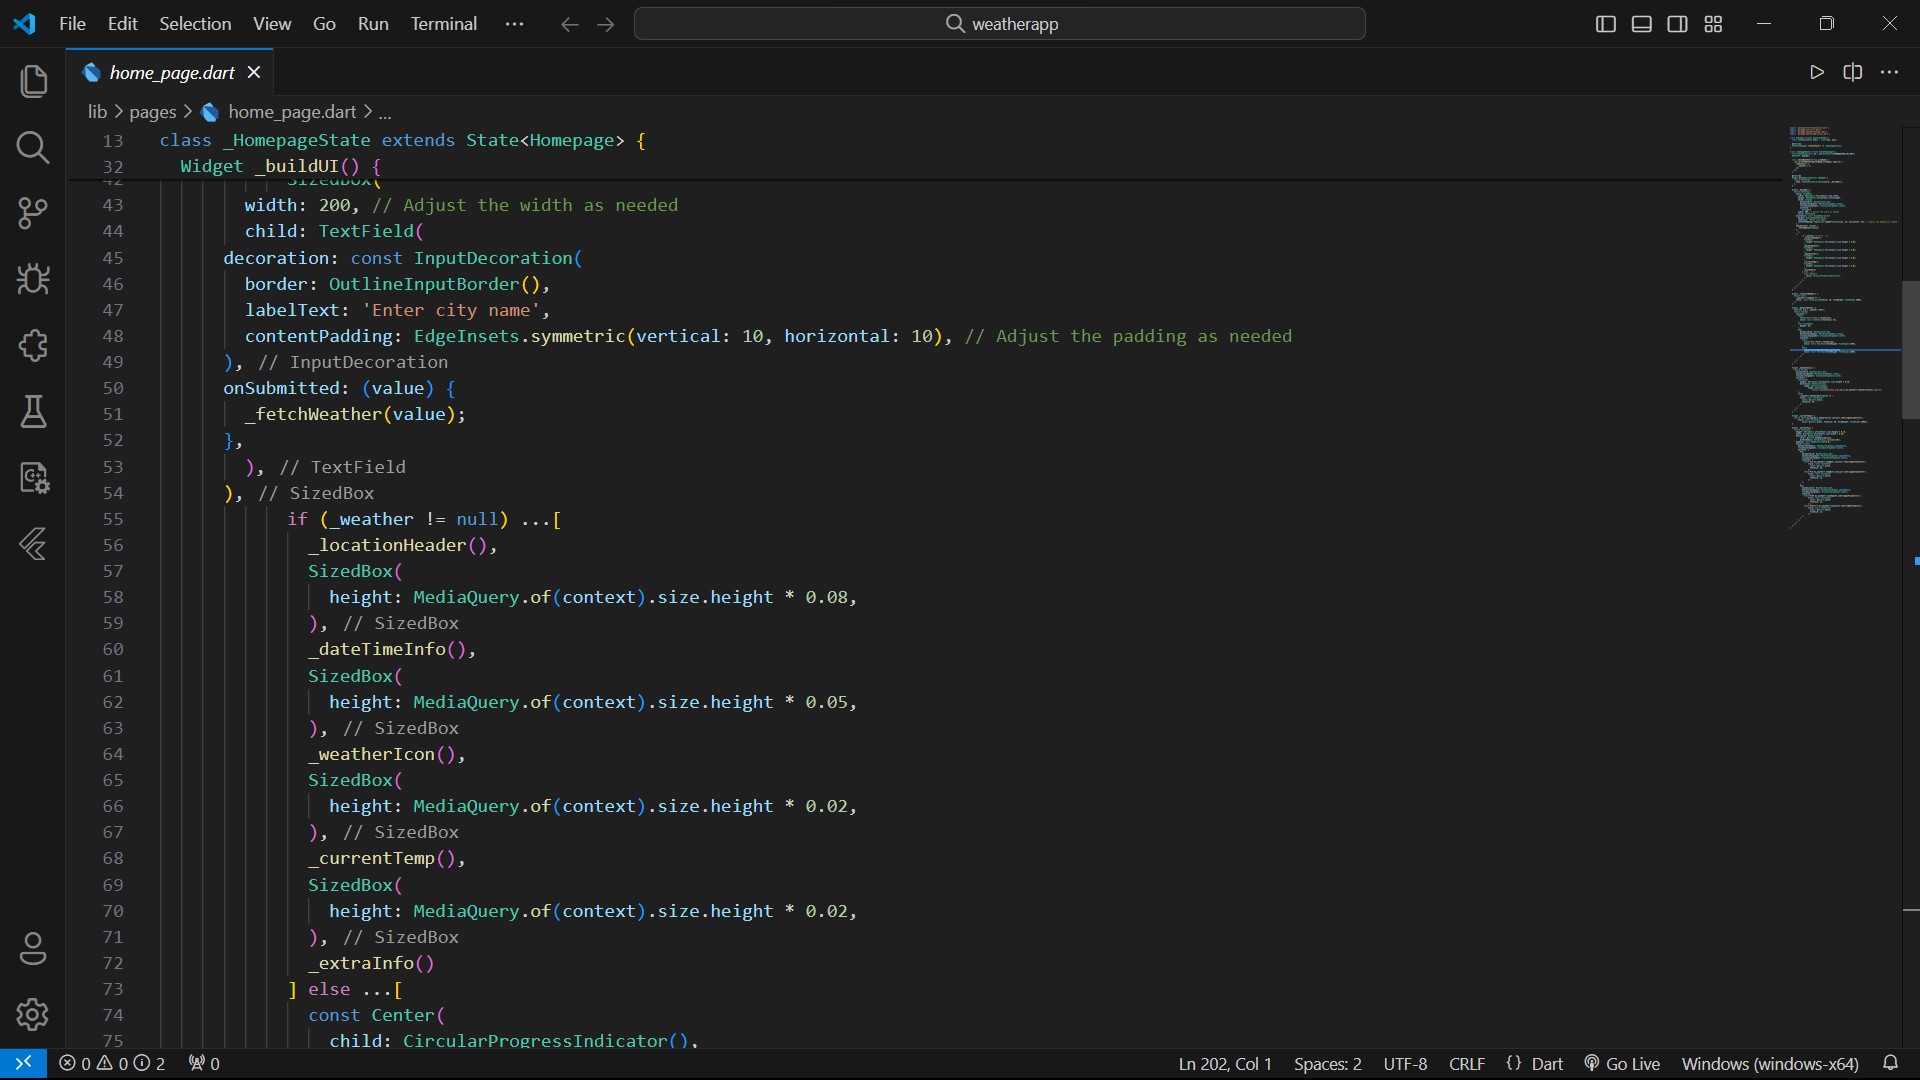 File Edit Selection View Go Run Terminal ··· weatherapp
home_page.dart
lib > pages > home_page.dart > ...
13 class _HomepageState extends State<Homepage> {
32 Widget _buildUI() {
42 SizedBox(
43 width: 200, // Adjust the width as needed
44 child: TextField(
45 decoration: const InputDecoration(
46 border: OutlineInputBorder(),
47 labelText: 'Enter city name',
48 contentPadding: EdgeInsets.symmetric(vertical: 10, horizontal: 10), // Adjust the padding as needed
49 ), // InputDecoration
50 onSubmitted: (value) {
51 _fetchWeather(value);
52 },
53 ), // TextField
54 ), // SizedBox
55 if (_weather != null) ...[
56 _locationHeader(),
57 SizedBox(
58 height: MediaQuery.of(context).size.height * 0.08,
59 ), // SizedBox
60 _dateTimeInfo(),
61 SizedBox(
62 height: MediaQuery.of(context).size.height * 0.05,
63 ), // SizedBox
64 _weatherIcon(),
65 SizedBox(
66 height: MediaQuery.of(context).size.height * 0.02,
67 ), // SizedBox
68 _currentTemp(),
69 SizedBox(
70 height: MediaQuery.of(context).size.height * 0.02,
71 ), // SizedBox
72 _extraInfo()
73 ] else ...[
74 const Center(
75 child: CircularProgressIndicator(),
0 0 2 0 Ln 202, Col 1 Spaces: 2 UTF-8 CRLF {} Dart Go Live Windows (windows-x64)